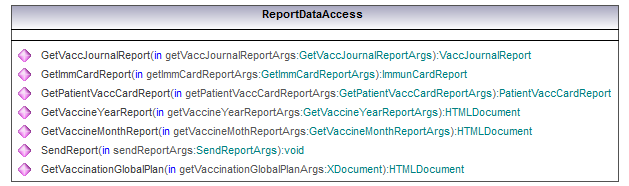 ReportDataAccess
GetVaccJournalReport(in getVaccJournalReportArgs:GetVaccJournalReportArgs):VaccJournalReport
GetImmCardReport(in getImmCardReportArgs:GetImmCardReportArgs):ImmunCardReport
GetPatientVaccCardReport(in getPatientVaccCardReportArgs:GetPatientVaccCardReportArgs):PatientVaccCardReport
GetVaccineYearReport(in getVaccineYearReportArgs:GetVaccineYearReportArgs):HTMLDocument
GetVaccineMonthReport(in getVaccineMothReportArgs:GetVaccineMonthReportArgs):HTMLDocument
SendReport(in sendReportArgs:SendReportArgs):void
GetVaccinationGlobalPlan(in getVaccinationGlobalPlanArgs:XDocument):HTMLDocument